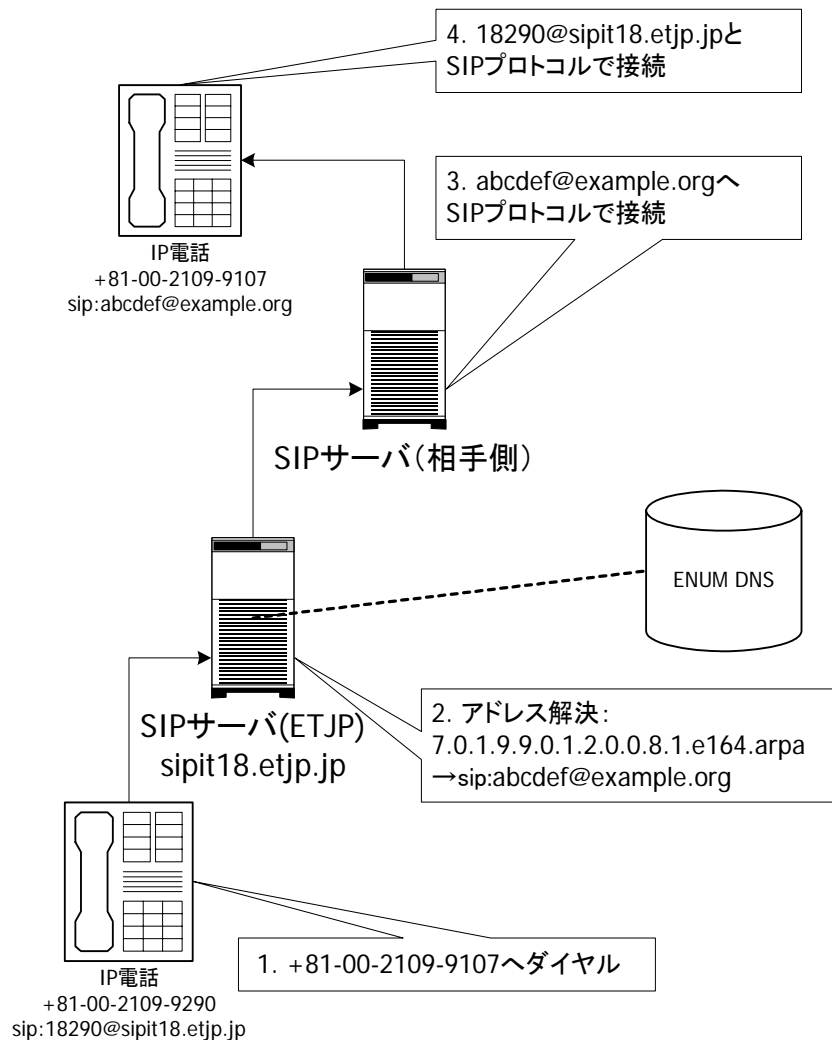 4. 18290@sipit18.etjp.jpと
SIPプロトコルで接続
3. abcdef@example.orgへ
SIPプロトコルで接続
IP電話
+81-00-2109-9107
sip:abcdef@example.org
SIPサーバ(相手側)
ENUM DNS
SIPサーバ(ETJP)
sipit18.etjp.jp
2. アドレス解決:
7.0.1.9.9.0.1.2.0.0.8.1.e164.arpa
→sip:abcdef@example.org
1. +81-00-2109-9107へダイヤル
IP電話
+81-00-2109-9290
sip:18290@sipit18.etjp.jp